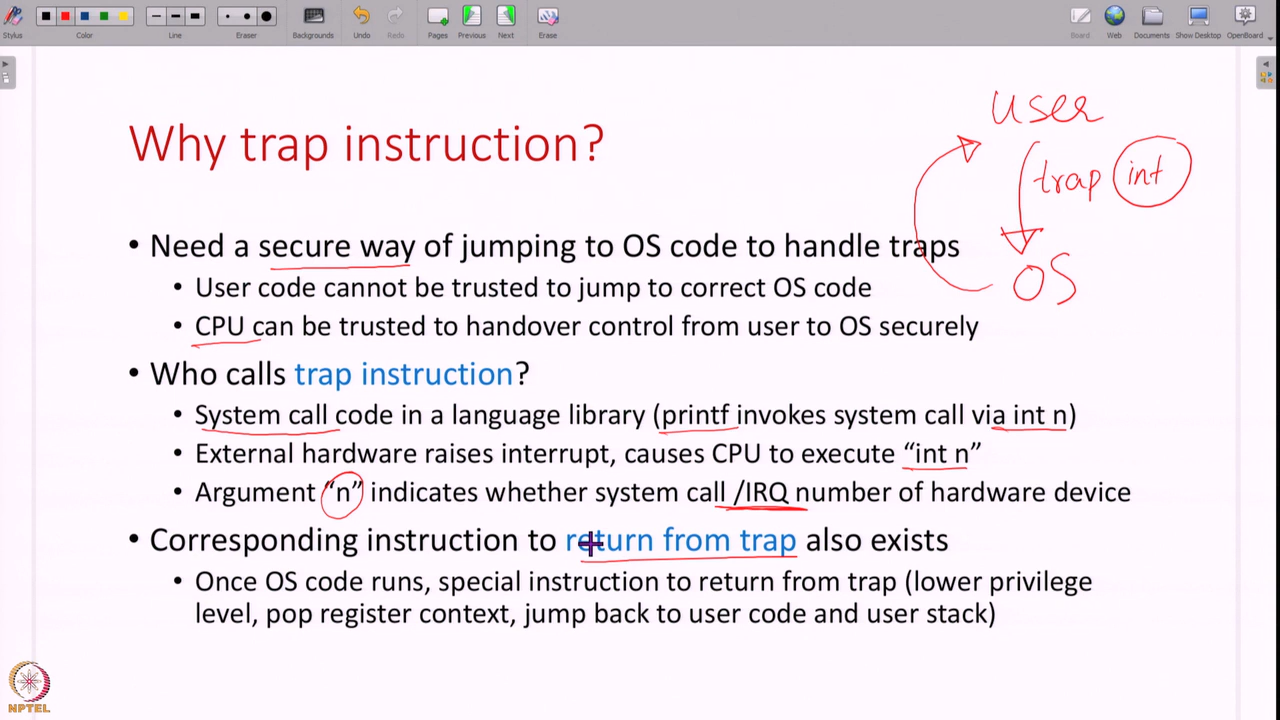 Stylus
Color
Line
Eraser
Backgrounds
Undo
Redo
Pages
Previous
Next
Erase
Board
Web
Documents
Show Desktop
OpenBoard
user
Why trap instruction?
trap int
• Need a secure way of jumping to OS code to handle traps
OS
• User code cannot be trusted to jump to correct OS code
• CPU can be trusted to handover control from user to OS securely
• Who calls trap instruction?
• System call code in a language library (printf invokes system call via int n)
• External hardware raises interrupt, causes CPU to execute “int n”
• Argument “n” indicates whether system call /IRQ number of hardware device
• Corresponding instruction to return from trap also exists
• Once OS code runs, special instruction to return from trap (lower privilege
level, pop register context, jump back to user code and user stack)
NPTEL